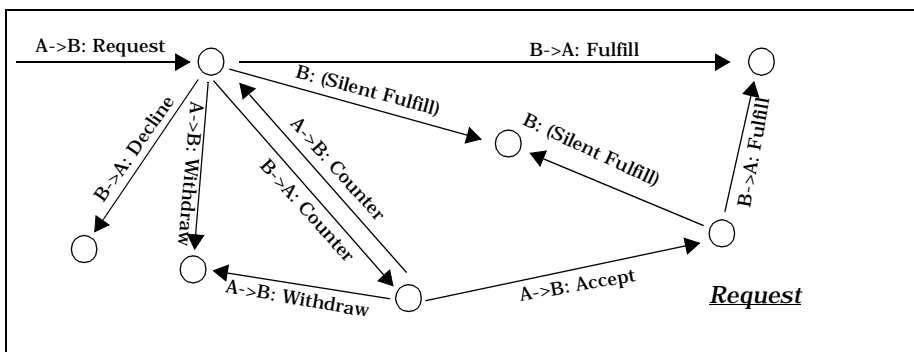 A->B: Request
B->A: Fulfill
B: (Silent Fulfill)
A->B: Counter
B->A: Counter
B->A: Decline
A->B: Withdraw
B: (Silent Fulfill)
B->A: Fulfill
A->B: Withdraw
A->B: Accept
Request